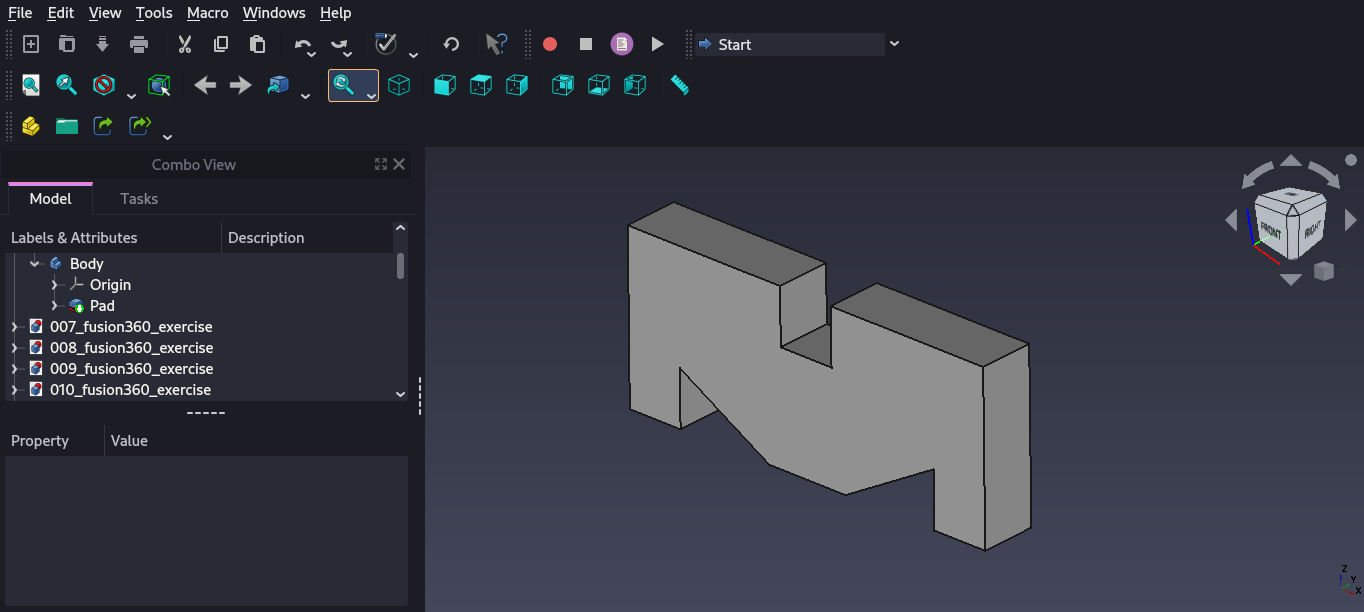 File Edit View Tools Macro Windows Help
Start
Combo View
Model Tasks
Labels & Attributes Description
Body
Origin
Pad
007_fusion360_exercise
008_fusion360_exercise
009_fusion360_exercise
010_fusion360_exercise
Property Value
FRONT RIGHT
Z
Y
X